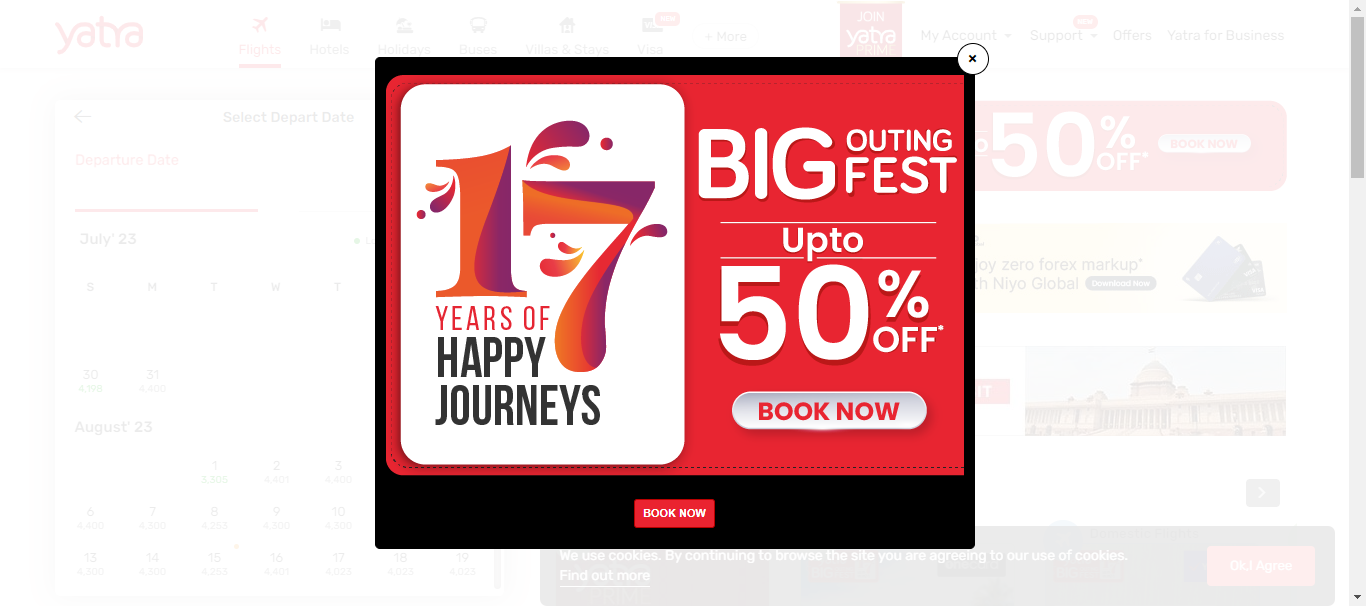 yatra
Flights
Hotels
Holidays
Buses
Villas & Stays
Visa
NEW
+ More
JOIN
yatra
PRIME
My Account
Support
NEW
Offers
Yatra for Business
×
Select Depart Date
Departure Date
July' 23
S M T W T
30 31
4,198 4,400
August' 23
1 2 3
3,305 4,401 4,400
6 7 8 9 10
4,400 4,300 4,253 4,300 4,300
13 14 15 16 17 18 19
4,300 4,300 4,253 4,401 4,023 4,023 4,023
17
YEARS OF
HAPPY
JOURNEYS
BIG OUTING
FEST
Upto
50%
OFF*
BOOK NOW
BOOK NOW
50%
OFF*
BOOK NOW
joy zero forex markup*
th Niyo Global
Download Now
VISA
We use cookies. By continuing to browse the site you are agreeing to our use of cookies.
Find out more
Ok,I Agree